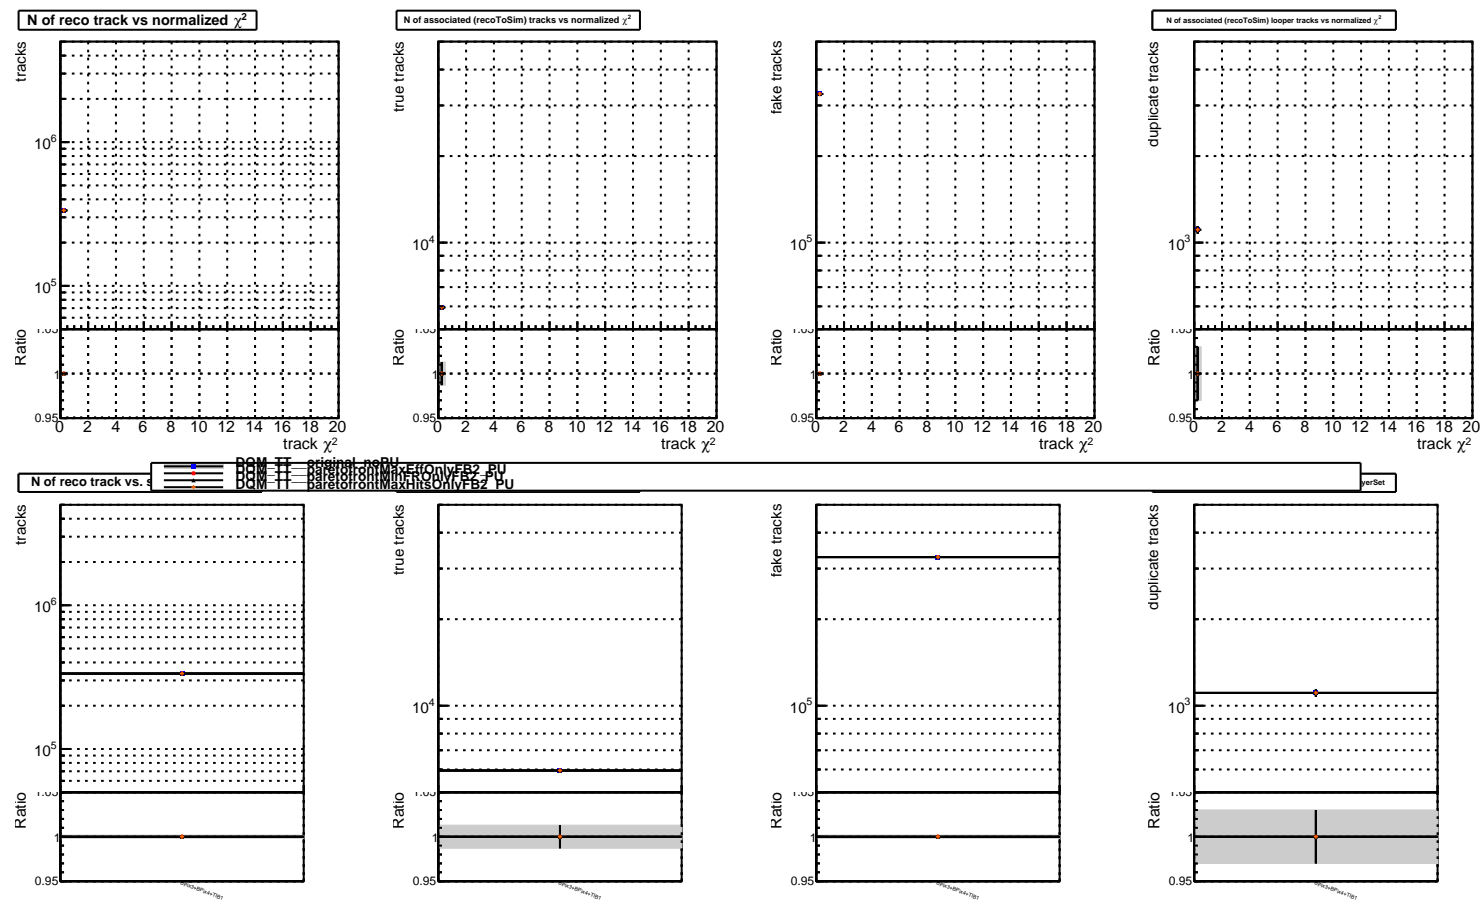 N of reco track vs normalized χ²
N of associated (recoToSim) tracks vs normalized χ²
N of associated (recoToSim) looper tracks vs normalized χ²
tracks
10⁶
10⁵
Ratio
1
0.95
0 2 4 6 8 10 12 14 16 18 20
track χ²
true tracks
10⁴
Ratio
1
0.95
0 2 4 6 8 10 12 14 16 18 20
track χ²
fake tracks
10⁵
Ratio
1
0.95
0 2 4 6 8 10 12 14 16 18 20
track χ²
duplicate tracks
10³
Ratio
1
0.95
0 2 4 6 8 10 12 14 16 18 20
track χ²
DQM_TT__original_noPU
DQM_TT__paretofrontMaxEffOnlyFB2_PU
DQM_TT__paretofrontMinFROnlyFB2_PU
DQM_TT__paretofrontMaxHitsOnlyFB2_PU
N of reco track vs. s
yerSet
tracks
10⁶
10⁵
Ratio
1
0.95
true tracks
10⁴
Ratio
1
0.95
fake tracks
10⁵
Ratio
1
0.95
duplicate tracks
10³
Ratio
1
0.95